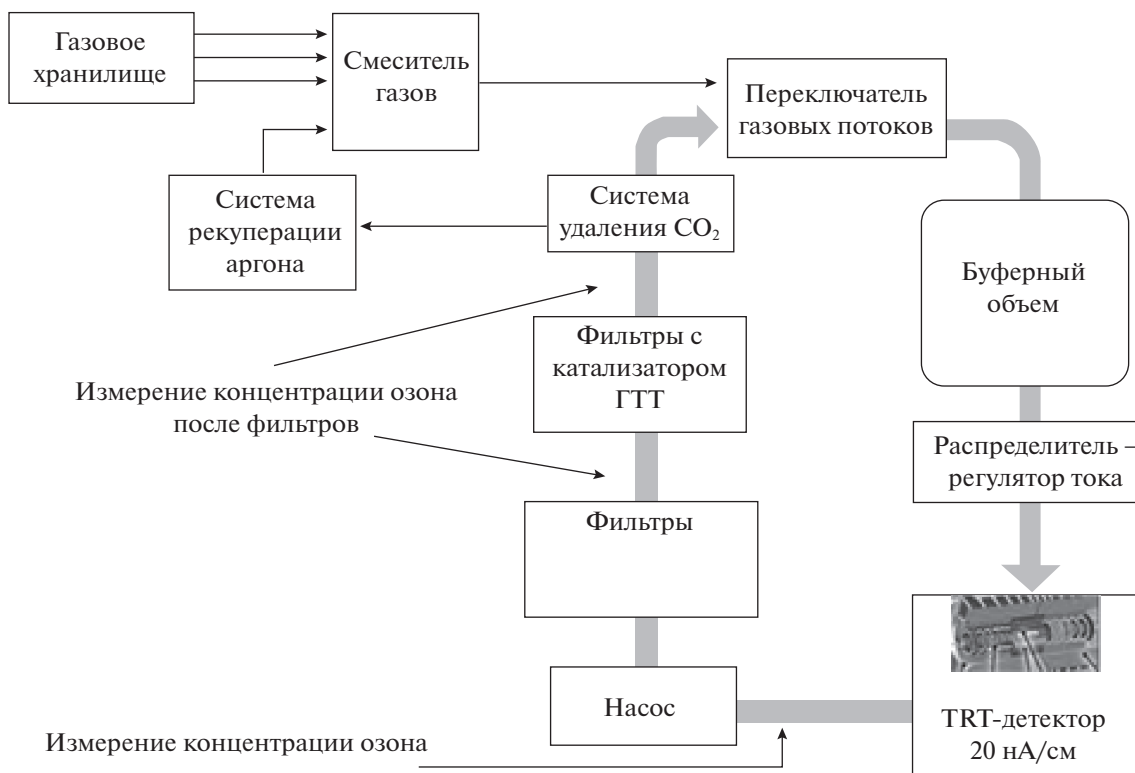 Газовое
хранилище
Смеситель
газов
Переключатель
газовых потоков
Система
рекуперации
аргона
Система
удаления CO₂
Буферный
объем
Фильтры с
катализатором
ГТТ
Измерение концентрации озона
после фильтров
Распределитель –
регулятор тока
Фильтры
Насос
TRT-детектор
20 нА/см
Измерение концентрации озона